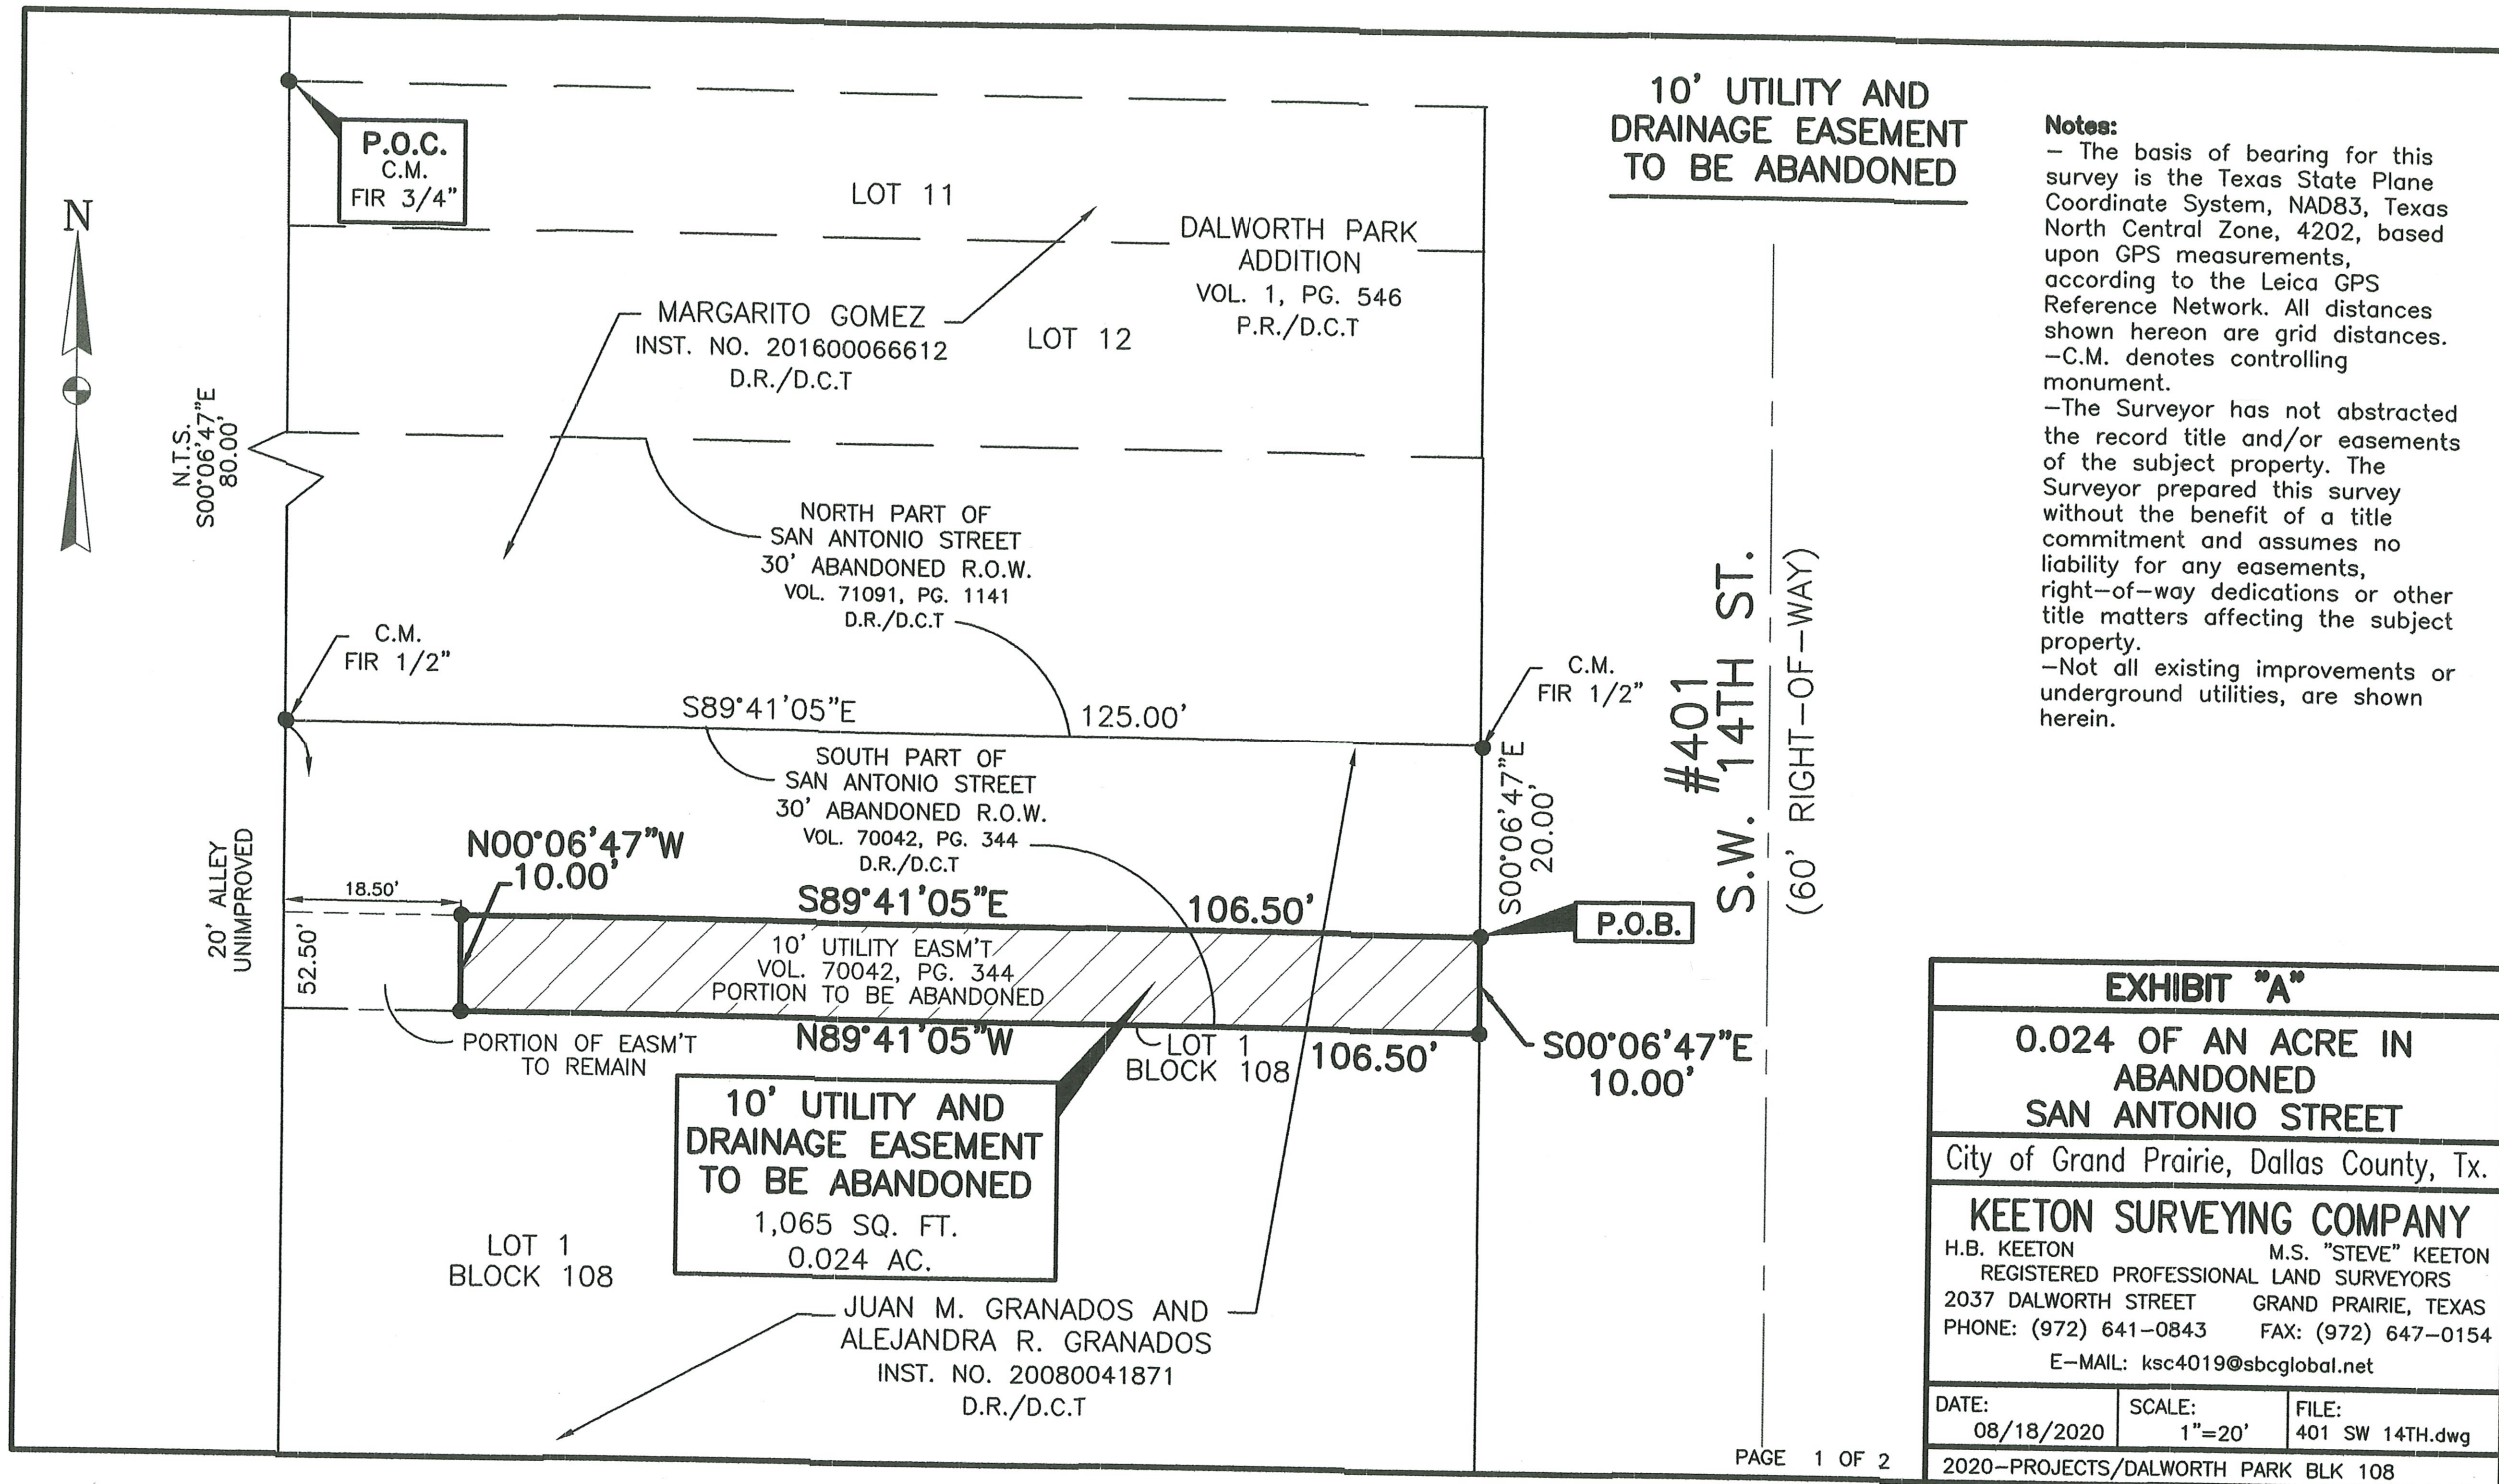 10' UTILITY AND
DRAINAGE EASEMENT
TO BE ABANDONED
P.O.C.
C.M.
FIR 3/4"
LOT 11
N
DALWORTH PARK
ADDITION
VOL. 1, PG. 546
P.R./D.C.T
MARGARITO GOMEZ
INST. NO. 201600066612
D.R./D.C.T
LOT 12
N.T.S.
S00°06'47"E
80.00'
NORTH PART OF
SAN ANTONIO STREET
30' ABANDONED R.O.W.
VOL. 71091, PG. 1141
D.R./D.C.T
C.M.
FIR 1/2"
C.M.
FIR 1/2"
S89°41'05"E
125.00'
SOUTH PART OF
SAN ANTONIO STREET
30' ABANDONED R.O.W.
VOL. 70042, PG. 344
D.R./D.C.T
S00°06'47"E
20.00'
#401
S.W. 14TH ST.
(60' RIGHT-OF-WAY)
20' ALLEY
UNIMPROVED
N00°06'47"W
10.00'
18.50'
52.50'
S89°41'05"E
106.50'
P.O.B.
10' UTILITY EASM'T
VOL. 70042, PG. 344
PORTION TO BE ABANDONED
PORTION OF EASM'T
TO REMAIN
N89°41'05"W
106.50'
LOT 1
BLOCK 108
S00°06'47"E
10.00'
10' UTILITY AND
DRAINAGE EASEMENT
TO BE ABANDONED
1,065 SQ. FT.
0.024 AC.
LOT 1
BLOCK 108
JUAN M. GRANADOS AND
ALEJANDRA R. GRANADOS
INST. NO. 20080041871
D.R./D.C.T
PAGE 1 OF 2
Notes:
- The basis of bearing for this
survey is the Texas State Plane
Coordinate System, NAD83, Texas
North Central Zone, 4202, based
upon GPS measurements,
according to the Leica GPS
Reference Network. All distances
shown hereon are grid distances.
-C.M. denotes controlling
monument.
-The Surveyor has not abstracted
the record title and/or easements
of the subject property. The
Surveyor prepared this survey
without the benefit of a title
commitment and assumes no
liability for any easements,
right-of-way dedications or other
title matters affecting the subject
property.
-Not all existing improvements or
underground utilities, are shown
herein.
EXHIBIT "A"
0.024 OF AN ACRE IN
ABANDONED
SAN ANTONIO STREET
City of Grand Prairie, Dallas County, Tx.
KEETON SURVEYING COMPANY
H.B. KEETON M.S. "STEVE" KEETON
REGISTERED PROFESSIONAL LAND SURVEYORS
2037 DALWORTH STREET GRAND PRAIRIE, TEXAS
PHONE: (972) 641-0843 FAX: (972) 647-0154
E-MAIL: ksc4019@sbcglobal.net
DATE:
08/18/2020
SCALE:
1"=20'
FILE:
401 SW 14TH.dwg
2020-PROJECTS/DALWORTH PARK BLK 108